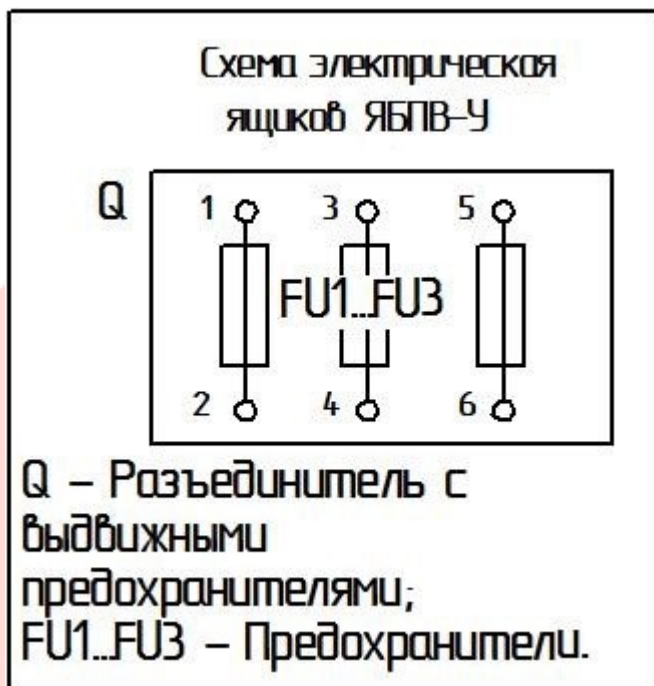 Схема электрическая
ящиков ЯБПВ-У
Q
1 3 5
FU1...FU3
2 4 6
Q – Разъединитель с
выдвижными
предохранителями;
FU1...FU3 – Предохранители.